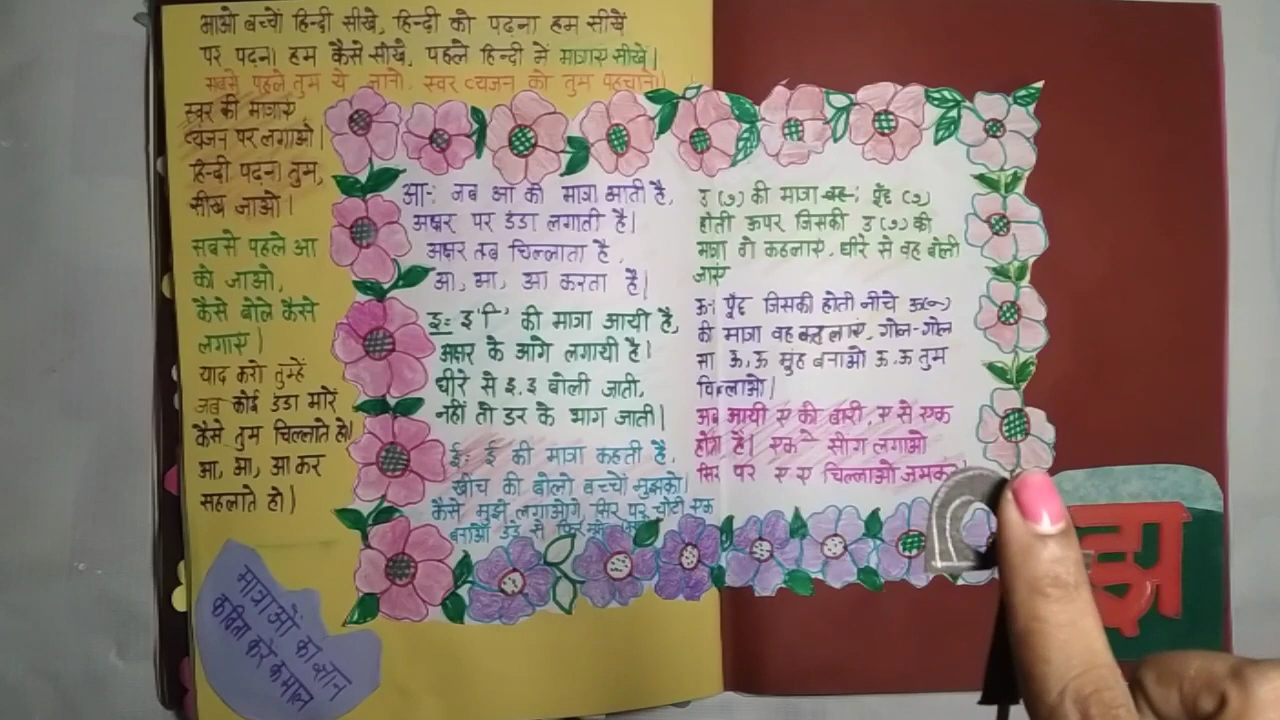 आओ बच्चों हिन्दी सीखे, हिन्दी को पढ़ना हम सीखें
पर पढ़ना हम कैसे सीखे, पहले हिन्दी में मात्राएं सीखें।
सबसे पहले तुम ये जानो, स्वर व्यंजन को तुम पहचानो।
स्वर की मात्राएं
व्यंजन पर लगाओ।
हिन्दी पढ़ना तुम,
सीख जाओ।
सबसे पहले आ
को जाओ,
कैसे बोले कैसे
लगाएं।
याद करो तुम्हें
जब कोई डंडा मारें
कैसे तुम चिल्लाते हो।
आ, आ, आ कर
सहलाते हो।
मात्राओं का ज्ञान
कविता करे कमाल
आ-: जब आ की मात्रा आती है,
अक्षर पर डंडा लगाती है।
अक्षर तब चिल्लाता है,
आ, आ, आ करता है।
इ: इ'ि' की मात्रा आयी है,
अक्षर के आगे लगायी है।
धीरे से इ, इ बोली जाती,
नहीं तो डर के भाग जाती।
ई:- ई की मात्रा कहती है,
खींच की बोलो बच्चों मुझको।
कैसे मुझे लगाओगे सिर पर चोटी एक
बनाओ डंडे से फिर
उ (ु) की मात्रा पूँछ (ु)
होती ऊपर जिसकी उ (ु) की
मात्रा वो कहलाएं, धीरे से वह बोली
जाएं
ऊ: पूँछ जिसकी होती नीचे ऊ(ू)
की मात्रा वह कहलाएं, गोल-गोल
सा ऊ, ऊ मुंह बनाओ ऊ, ऊ तुम
चिल्लाओ।
अब आयी ए की बारी, ए से एक
होता है। एक े सींग लगाओ
सिर पर ए ए चिल्लाओ जमकर।